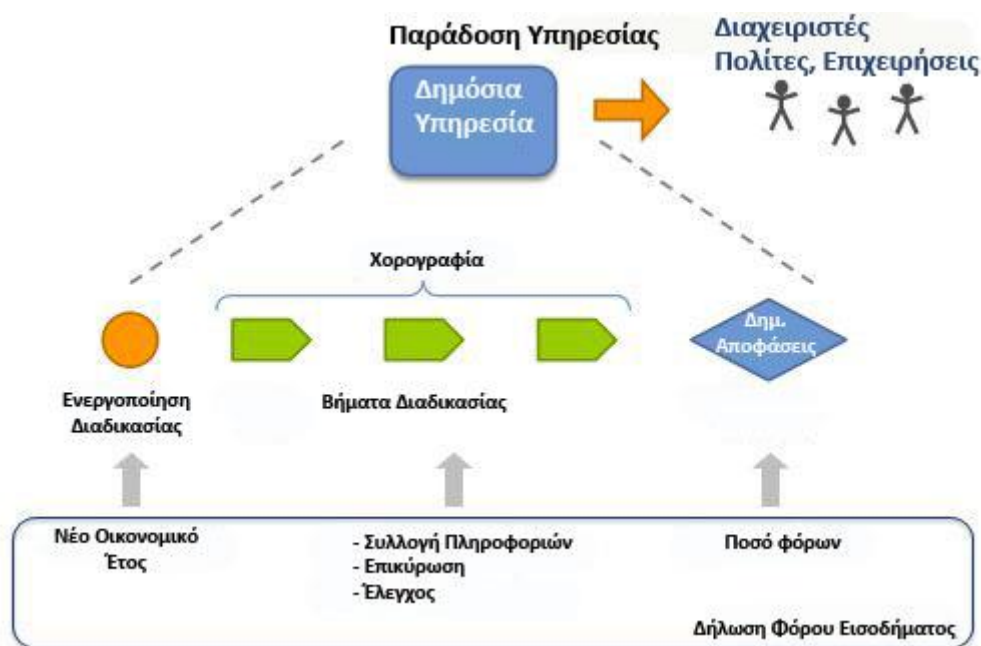 Παράδοση Υπηρεσίας
Διαχειριστές
Πολίτες, Επιχειρήσεις
Δημόσια
Υπηρεσία
Χορογραφία
Δημ.
Αποφάσεις
Ενεργοποίηση
Διαδικασίας
Βήματα Διαδικασίας
Νέο Οικονομικό
Έτος
- Συλλογή Πληροφοριών
- Επικύρωση
- Έλεγχος
Ποσό φόρων
Δήλωση Φόρου Εισοδήματος